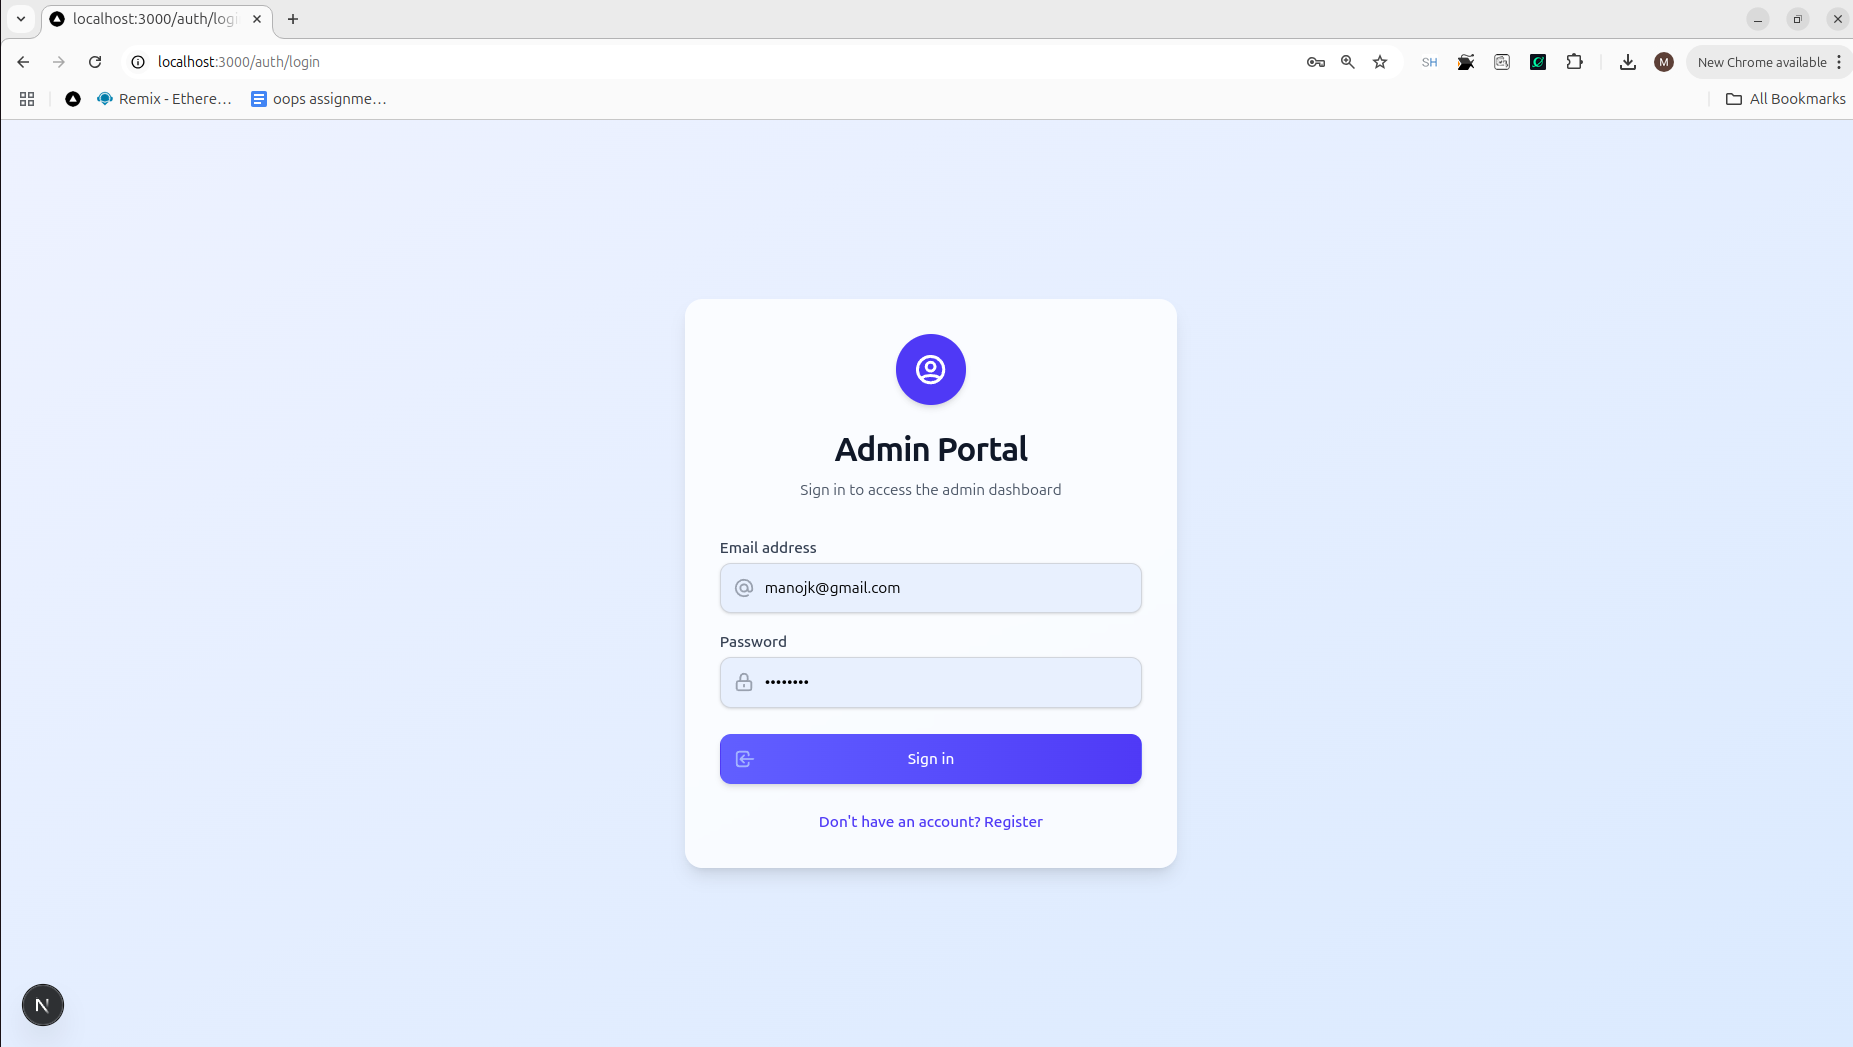 localhost:3000/auth/logi
localhost:3000/auth/login
SH
M
New Chrome available
Remix - Ethere...
oops assignme...
All Bookmarks
Admin Portal
Sign in to access the admin dashboard
Email address
manojk@gmail.com
Password
••••••••
Sign in
Don't have an account? Register
N